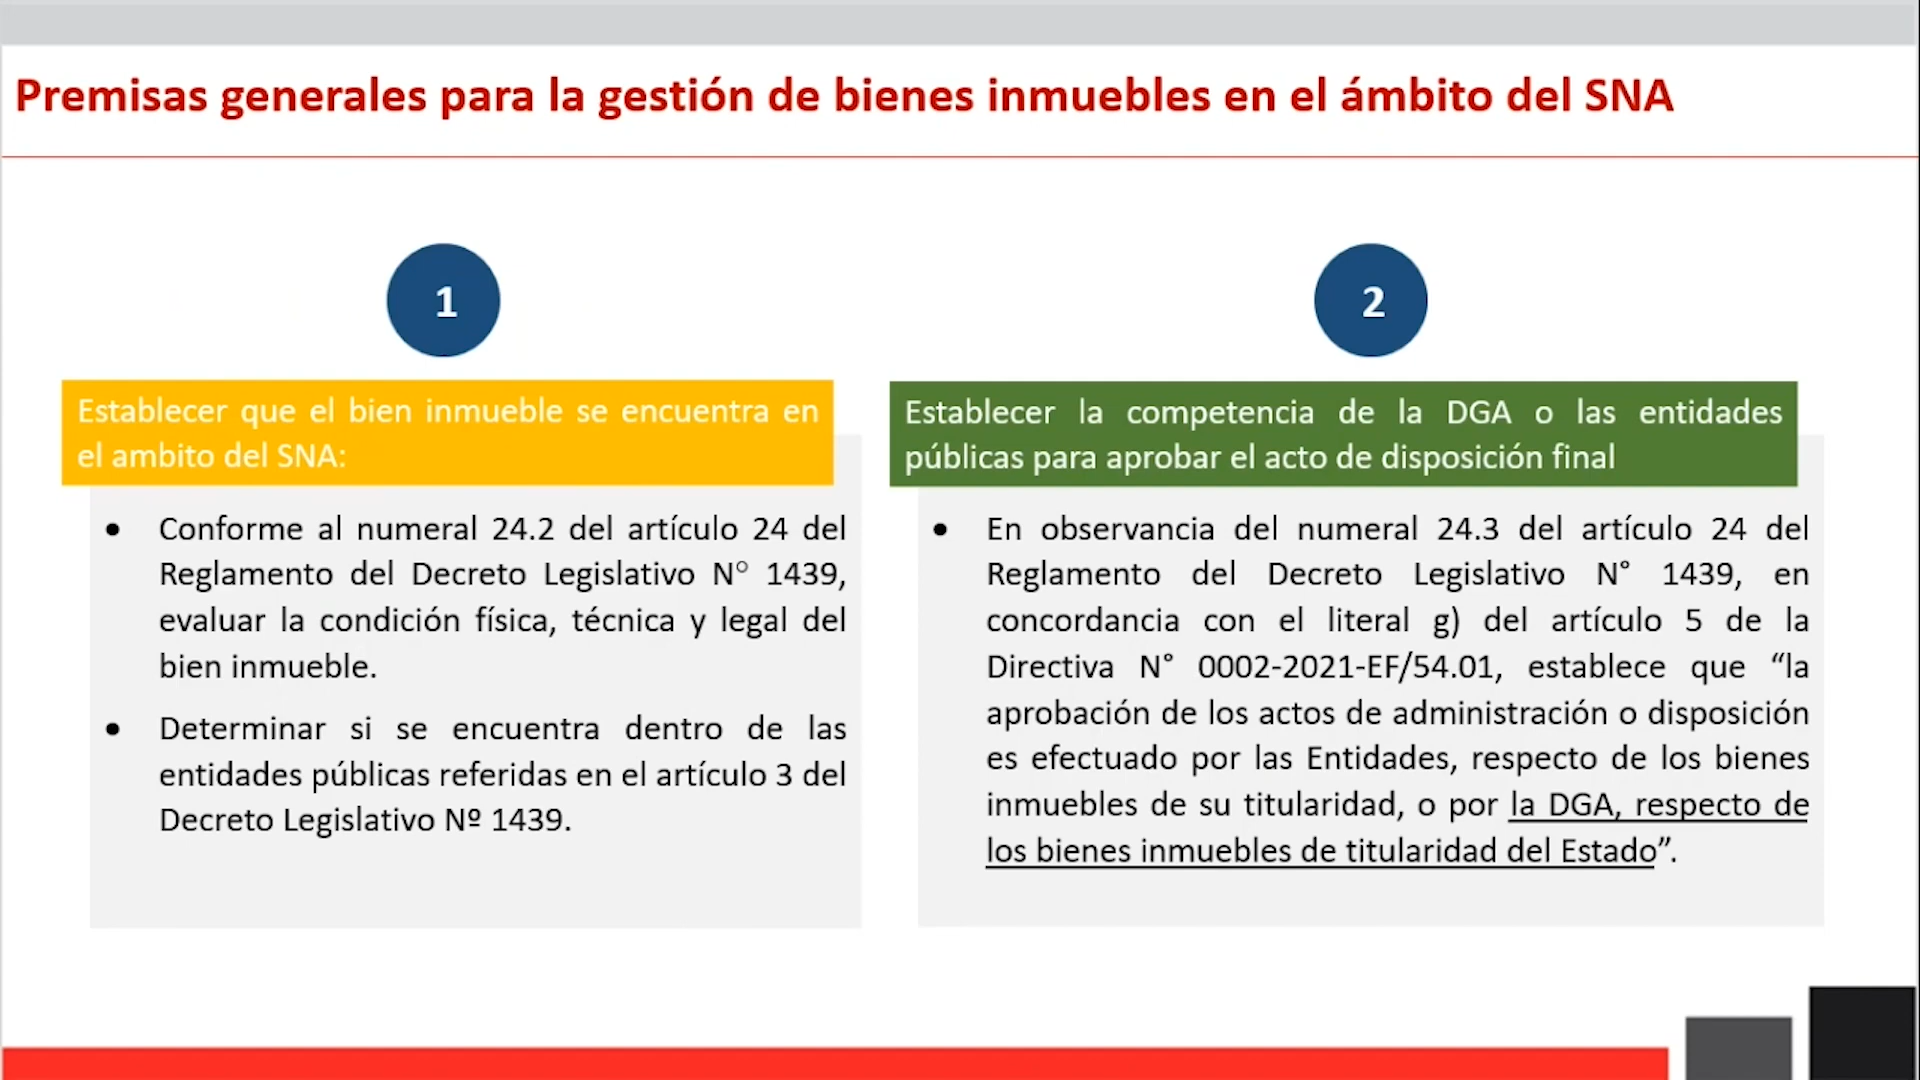 Premisas generales para la gestión de bienes inmuebles en el ámbito del SNA
1
Establecer que el bien inmueble se encuentra en
el ambito del SNA:
• Conforme al numeral 24.2 del artículo 24 del
Reglamento del Decreto Legislativo N° 1439,
evaluar la condición física, técnica y legal del
bien inmueble.
• Determinar si se encuentra dentro de las
entidades públicas referidas en el artículo 3 del
Decreto Legislativo Nº 1439.
2
Establecer la competencia de la DGA o las entidades
públicas para aprobar el acto de disposición final
• En observancia del numeral 24.3 del artículo 24 del
Reglamento del Decreto Legislativo N° 1439, en
concordancia con el literal g) del artículo 5 de la
Directiva N° 0002-2021-EF/54.01, establece que “la
aprobación de los actos de administración o disposición
es efectuado por las Entidades, respecto de los bienes
inmuebles de su titularidad, o por la DGA, respecto de
los bienes inmuebles de titularidad del Estado”.